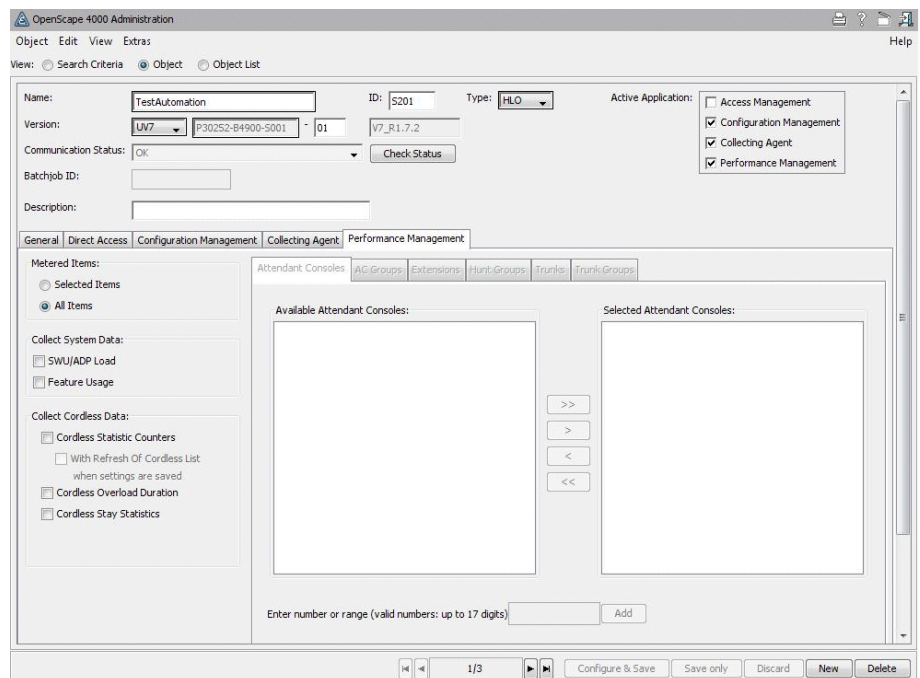 OpenScape 4000 Administration
Object Edit View Extras Help
View: Search Criteria Object Object List
Name: TestAutomation ID: S201 Type: HLO Active Application: Access Management
Configuration Management
Collecting Agent
Performance Management
Version: UV7 P30252-B4900-S001 - 01 V7_R1.7.2
Communication Status: OK Check Status
Batchjob ID:
Description:
General Direct Access Configuration Management Collecting Agent Performance Management
Metered Items:
Selected Items
All Items
Collect System Data:
SWU/ADP Load
Feature Usage
Collect Cordless Data:
Cordless Statistic Counters
With Refresh Of Cordless List
when settings are saved
Cordless Overload Duration
Cordless Stay Statistics
Attendant Consoles AC Groups Extensions Hunt Groups Trunks Trunk Groups
Available Attendant Consoles: Selected Attendant Consoles:
>>
>
<
<<
Enter number or range (valid numbers: up to 17 digits) Add
1/3 Configure & Save Save only Discard New Delete